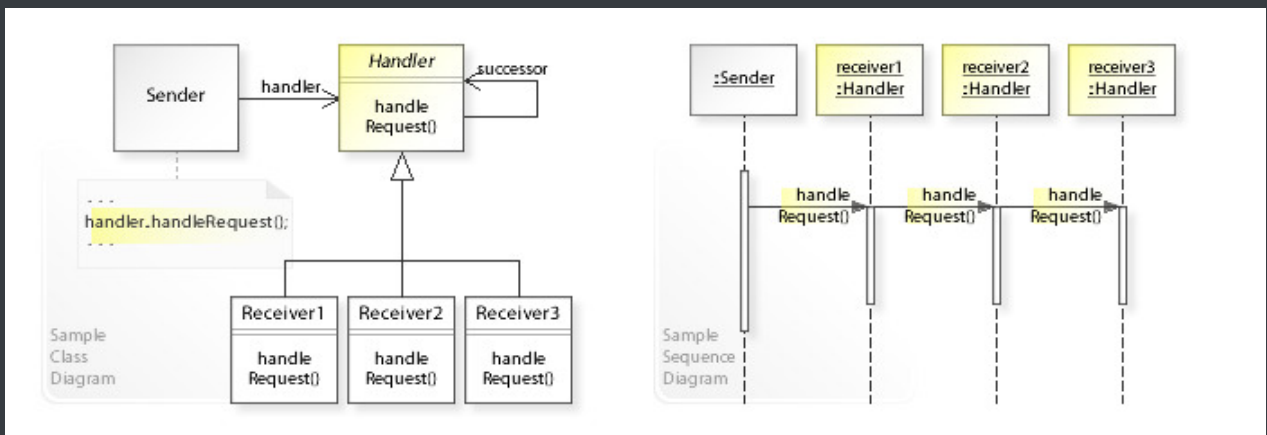 Sender
handler
Handler
handle
Request()
successor
. . .
handler.handleRequest();
. . .
Receiver1
handle
Request()
Receiver2
handle
Request()
Receiver3
handle
Request()
Sample
Class
Diagram
:Sender
receiver1
:Handler
receiver2
:Handler
receiver3
:Handler
handle
Request()
handle
Request()
handle
Request()
Sample
Sequence
Diagram